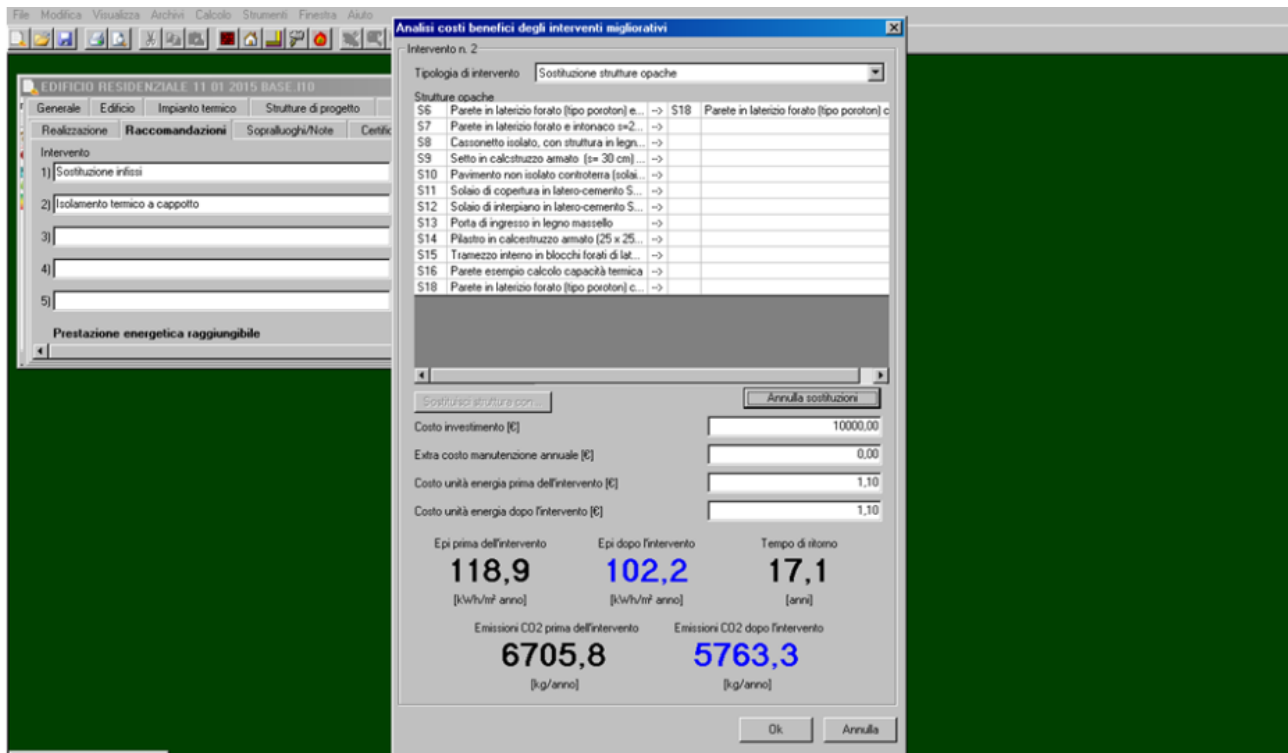 File Modifica Visualizza Archivi Calcolo Strumenti Finestra Aiuto
Analisi costi benefici degli interventi migliorativi
EDIFICIO RESIDENZIALE 11 01 2015 BASE.I10
Generale Edificio Impianto termico Strutture di progetto
Realizzazione Raccomandazioni Sopralluoghi/Note Certific
Intervento
1) Sostituzione infissi
2) Isolamento termico a cappotto
3)
4)
5)
Prestazione energetica raggiungibile
Intervento n. 2
Tipologia di intervento Sostituzione strutture opache
Strutture opache
S6 Parete in laterizio forato (tipo poroton) e... --> S18 Parete in laterizio forato (tipo poroton) c
S7 Parete in laterizio forato e intonaco s=2... -->
S8 Cassonetto isolato, con struttura in legn... -->
S9 Setto in calcstruzzo armato (s= 30 cm) ... -->
S10 Pavimento non isolato controterra (solai... -->
S11 Solaio di copertura in latero-cemento S... -->
S12 Solaio di interpiano in latero-cemento S... -->
S13 Porta di ingresso in legno massello -->
S14 Pilastro in calcestruzzo armato (25 x 25... -->
S15 Tramezzo interno in blocchi forati di lat... -->
S16 Parete esempio calcolo capacità termica -->
S18 Parete in laterizio forato (tipo poroton) c... -->
Sostituisci struttura con... Annulla sostituzioni
Costo investimento [€] 10000,00
Extra costo manutenzione annuale [€] 0,00
Costo unità energia prima dell'intervento [€] 1,10
Costo unità energia dopo l'intervento [€] 1,10
Epi prima dell'intervento Epi dopo l'intervento Tempo di ritorno
118,9 102,2 17,1
[kWh/m² anno] [kWh/m² anno] [anni]
Emissioni CO2 prima dell'intervento Emissioni CO2 dopo l'intervento
6705,8 5763,3
[kg/anno] [kg/anno]
Ok Annulla